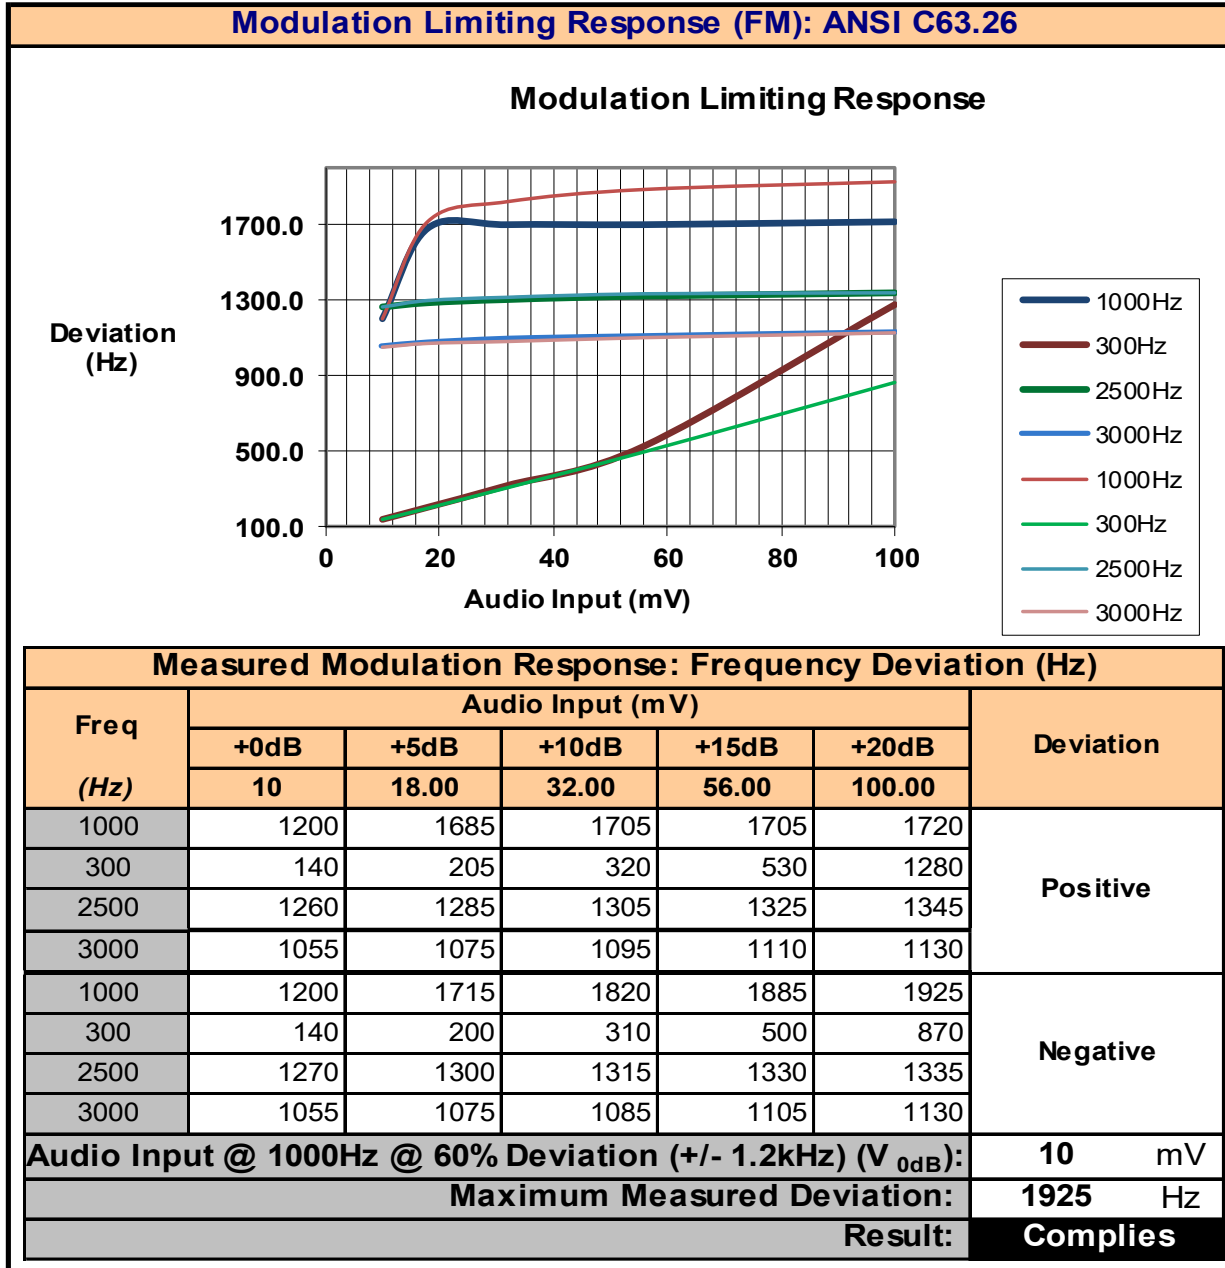 Modulation Limiting Response (FM): ANSI C63.26
Modulation Limiting Response
Deviation
(Hz)
1700.0
1300.0
900.0
500.0
100.0
0 20 40 60 80 100
Audio Input (mV)
1000Hz
300Hz
2500Hz
3000Hz
1000Hz
300Hz
2500Hz
3000Hz
Measured Modulation Response: Frequency Deviation (Hz)
Freq
(Hz)
Audio Input (mV)
Deviation
+0dB +5dB +10dB +15dB +20dB
10 18.00 32.00 56.00 100.00
1000 1200 1685 1705 1705 1720
300 140 205 320 530 1280
2500 1260 1285 1305 1325 1345
3000 1055 1075 1095 1110 1130
Positive
1000 1200 1715 1820 1885 1925
300 140 200 310 500 870
2500 1270 1300 1315 1330 1335
3000 1055 1075 1085 1105 1130
Negative
Audio Input @ 1000Hz @ 60% Deviation (+/- 1.2kHz) (V 0dB): 10 mV
Maximum Measured Deviation: 1925 Hz
Result: Complies